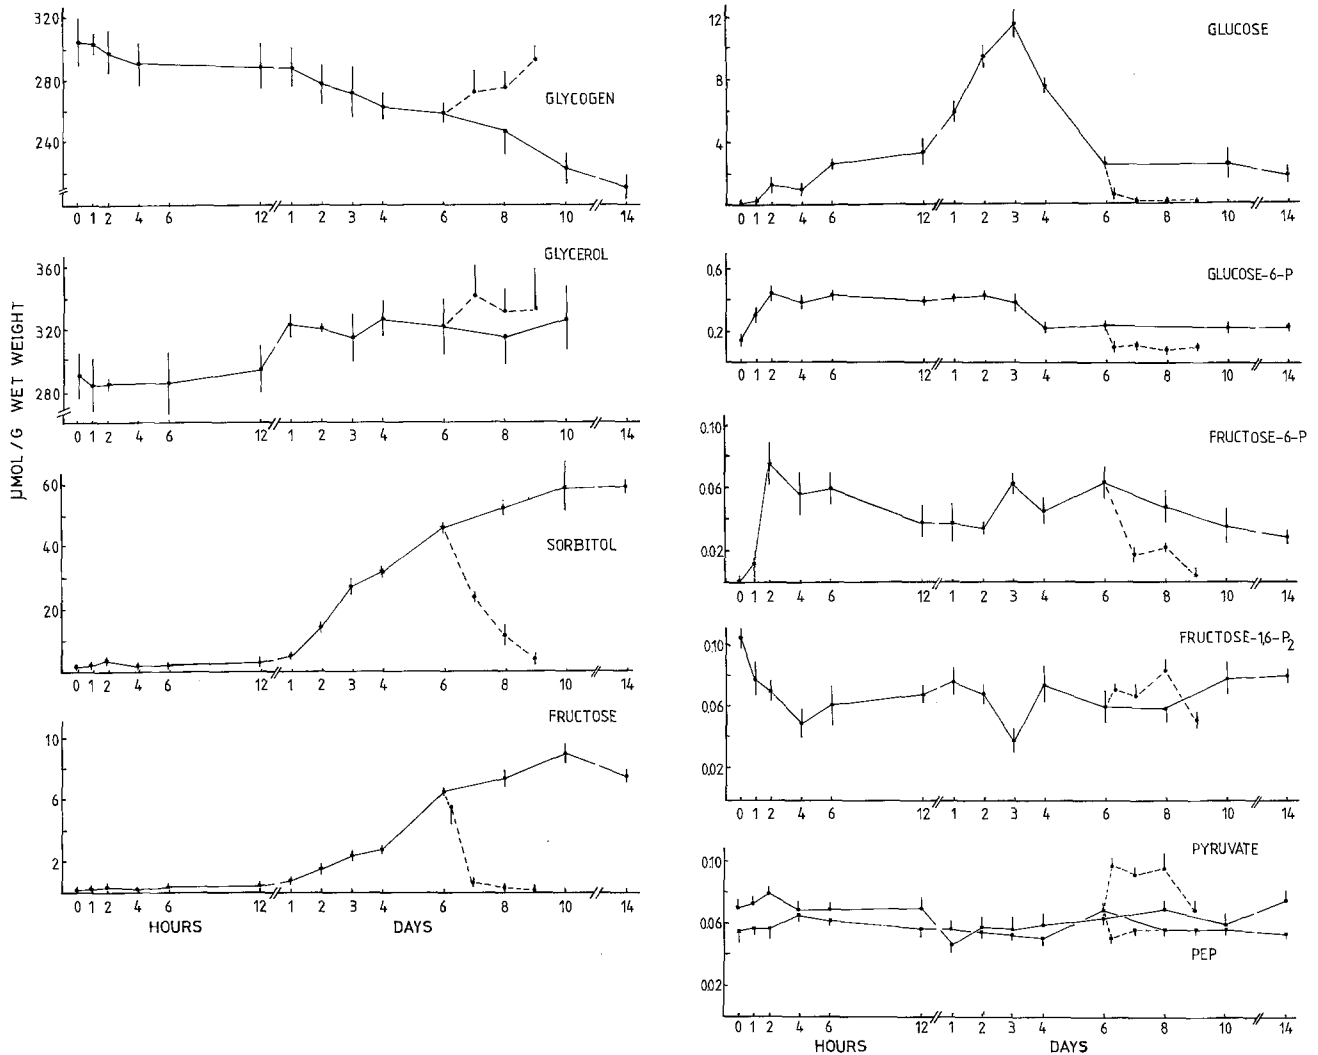 320
280
240
GLYCOGEN
0 1 2 4 6 12 1 2 3 4 6 8 10 14
360
320
280
GLYCEROL
0 1 2 4 6 12 1 2 3 4 6 8 10 14
µMOL/G WET WEIGHT
60
40
20
SORBITOL
0 1 2 4 6 12 1 2 3 4 6 8 10 14
10
6
2
FRUCTOSE
0 1 2 4 6 12 1 2 3 4 6 8 10 14
HOURS DAYS
12
8
4
GLUCOSE
0 1 2 4 6 12 1 2 3 4 6 8 10 14
0,6
0,2
GLUCOSE-6-P
0 1 2 4 6 12 1 2 3 4 6 8 10 14
0.10
0.06
0.02
FRUCTOSE-6-P
0 1 2 4 6 12 1 2 3 4 6 8 10 14
0.10
0.06
0.02
FRUCTOSE-1,6-P2
0 1 2 4 6 12 1 2 3 4 6 8 10 14
0.10
0.06
0.02
PYRUVATE
PEP
0 1 2 4 6 12 1 2 3 4 6 8 10 14
HOURS DAYS